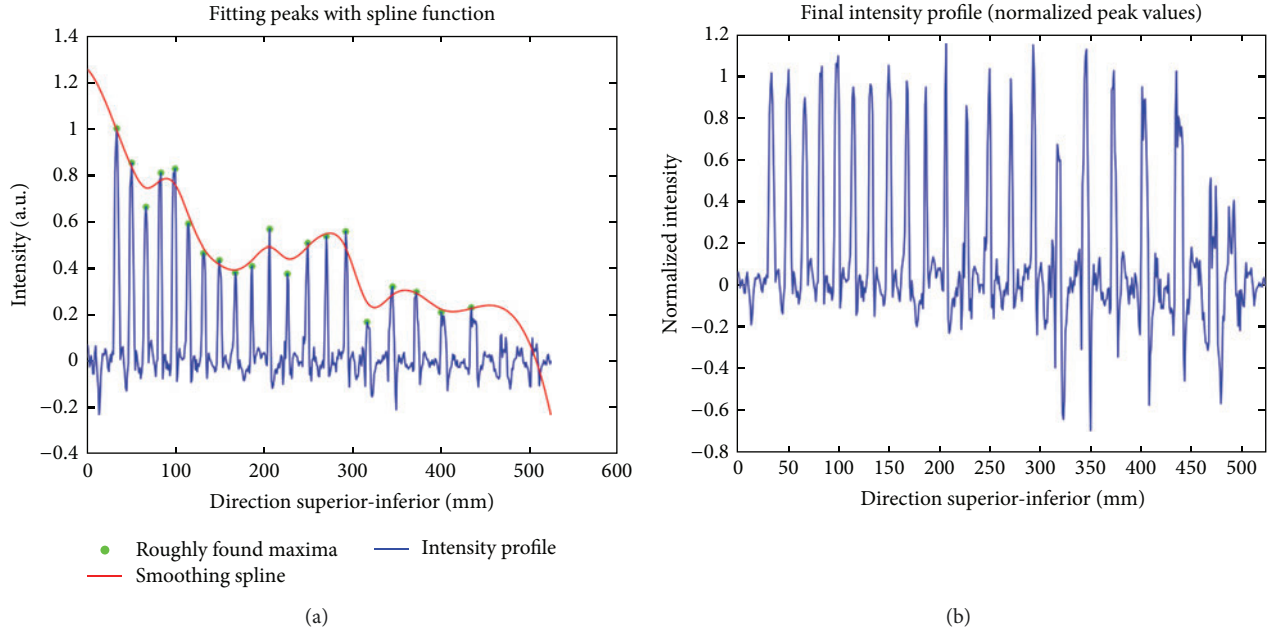 Fitting peaks with spline function
1.4
1.2
1
0.8
0.6
0.4
0.2
0
−0.2
−0.4
Intensity (a.u.)
0 100 200 300 400 500 600
Direction superior-inferior (mm)
Roughly found maxima
Intensity profile
Smoothing spline
(a)
Final intensity profile (normalized peak values)
1.2
1
0.8
0.6
0.4
0.2
0
−0.2
−0.4
−0.6
−0.8
Normalized intensity
0 50 100 150 200 250 300 350 400 450 500
Direction superior-inferior (mm)
(b)